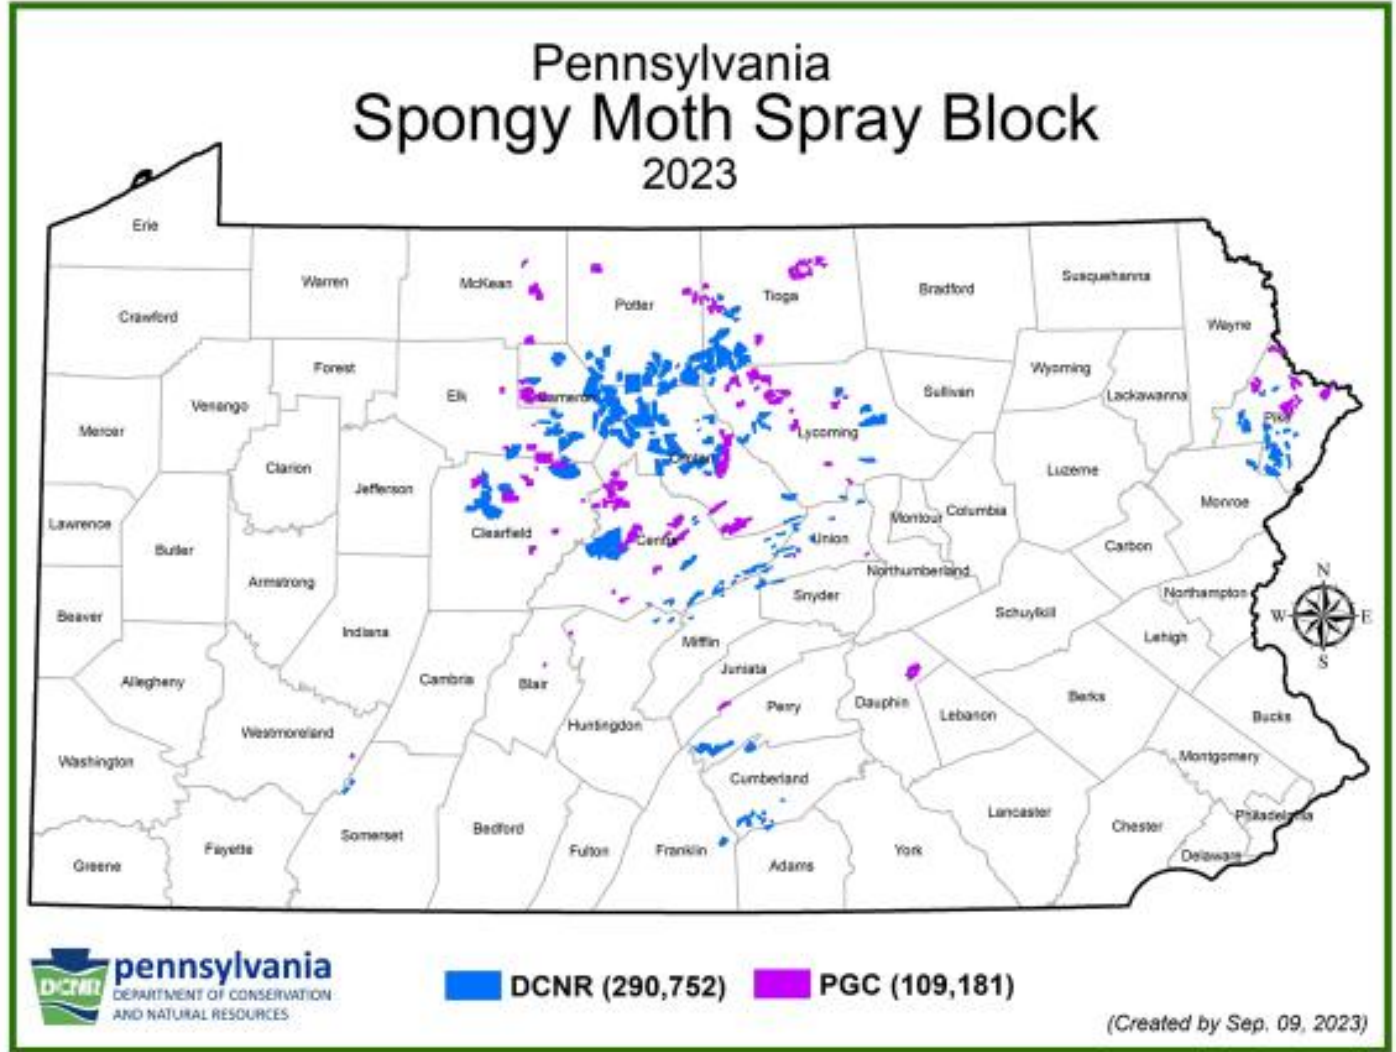 Pennsylvania
Spongy Moth Spray Block
2023
Erie
Warren
McKean
Potter
Tioga
Bradford
Susquehanna
Crawford
Wayne
Forest
Elk
Cameron
Wyoming
Lackawanna
Sullivan
Venango
Mercer
Lycoming
Pike
Clarion
Clinton
Luzerne
Jefferson
Monroe
Lawrence
Clearfield
Centre
Union
Montour
Columbia
Butler
Carbon
Armstrong
Northumberland
Northampton
Beaver
Snyder
Schuylkill
Indiana
Mifflin
Lehigh
Allegheny
Cambria
Blair
Juniata
Huntingdon
Perry
Dauphin
Lebanon
Berks
Bucks
Westmoreland
Washington
Montgomery
Cumberland
Lancaster
Philadelphia
Chester
Somerset
Bedford
Fulton
Franklin
Adams
York
Delaware
Fayette
Greene
N
W
E
S
DCNR
pennsylvania
DEPARTMENT OF CONSERVATION
AND NATURAL RESOURCES
DCNR (290,752)
PGC (109,181)
(Created by Sep. 09, 2023)